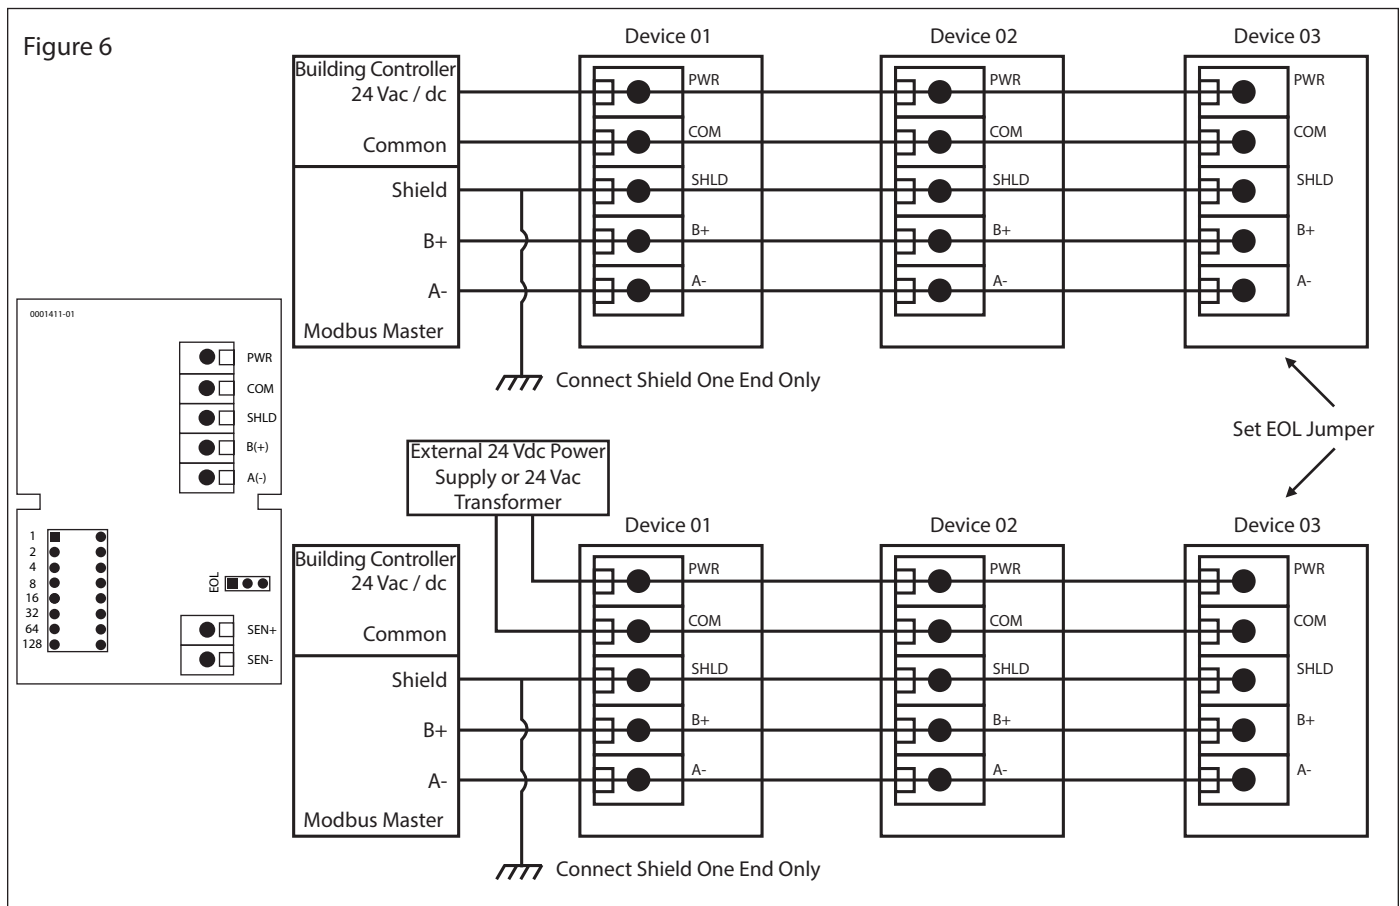 Figure 6
Device 01
Device 02
Device 03
Building Controller
24 Vac / dc
Common
Shield
B+
A-
Modbus Master
PWR
COM
SHLD
B+
A-
PWR
COM
SHLD
B+
A-
PWR
COM
SHLD
B+
A-
Connect Shield One End Only
Set EOL Jumper
0001411-01
PWR
COM
SHLD
B(+)
A(-)
1
2
4
8
16
32
64
128
EOL
SEN+
SEN-
External 24 Vdc Power
Supply or 24 Vac
Transformer
Device 01
Device 02
Device 03
Building Controller
24 Vac / dc
Common
Shield
B+
A-
Modbus Master
PWR
COM
SHLD
B+
A-
PWR
COM
SHLD
B+
A-
PWR
COM
SHLD
B+
A-
Connect Shield One End Only